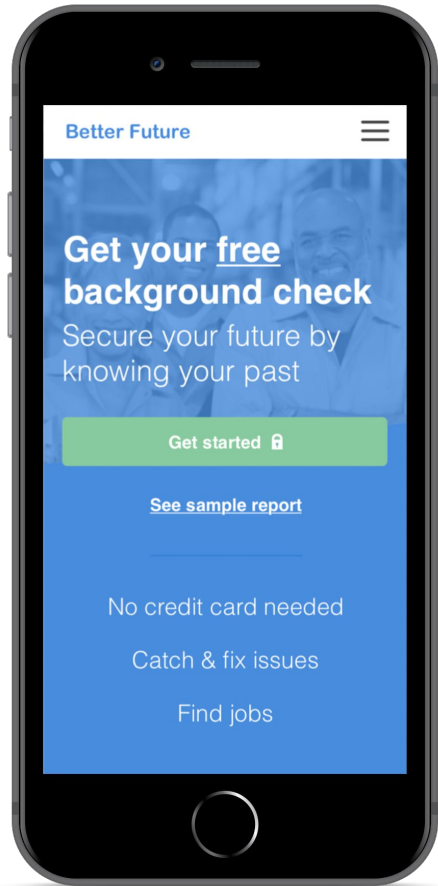 Better Future
Get your free
background check
Secure your future by
knowing your past
Get started
See sample report
No credit card needed
Catch & fix issues
Find jobs